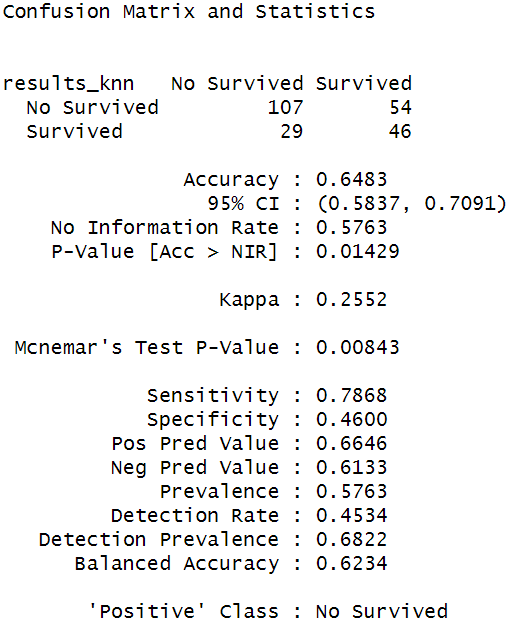 Confusion Matrix and Statistics
results_knn No Survived Survived
No Survived 107 54
Survived 29 46
Accuracy : 0.6483
95% CI : (0.5837, 0.7091)
No Information Rate : 0.5763
P-Value [Acc > NIR] : 0.01429
Kappa : 0.2552
Mcnemar's Test P-Value : 0.00843
Sensitivity : 0.7868
Specificity : 0.4600
Pos Pred Value : 0.6646
Neg Pred Value : 0.6133
Prevalence : 0.5763
Detection Rate : 0.4534
Detection Prevalence : 0.6822
Balanced Accuracy : 0.6234
'Positive' Class : No Survived